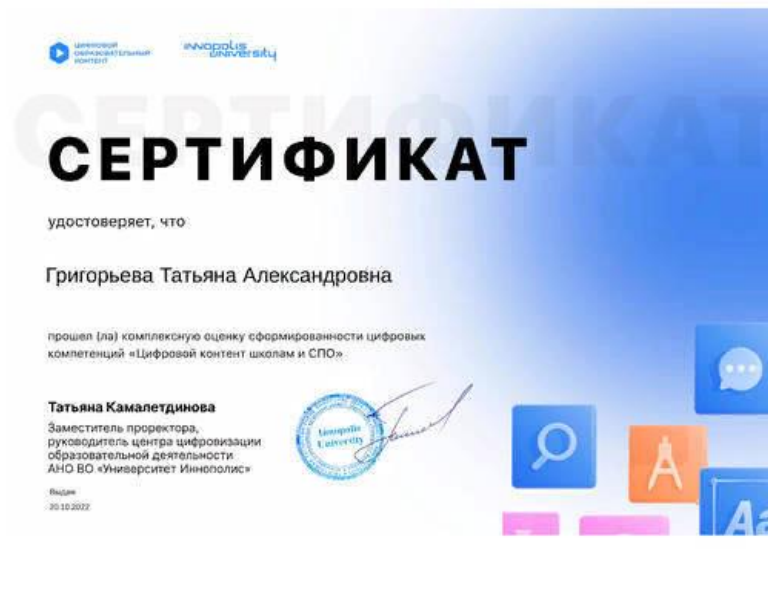 ЦИФРОВОЙ
ОБРАЗОВАТЕЛЬНЫЙ
КОНТЕНТ
innopolis
university
СЕРТИФИКАТ
СЕРТИФИКАТ
удостоверяет, что
Григорьева Татьяна Александровна
прошел (ла) комплексную оценку сформированности цифровых
компетенций «Цифровой контент школам и СПО»
Татьяна Камалетдинова
Заместитель проректора,
руководитель центра цифровизации
образовательной деятельности
АНО ВО «Университет Иннополис»
Innopolis
University
Выдан
20.10.2022
Aa